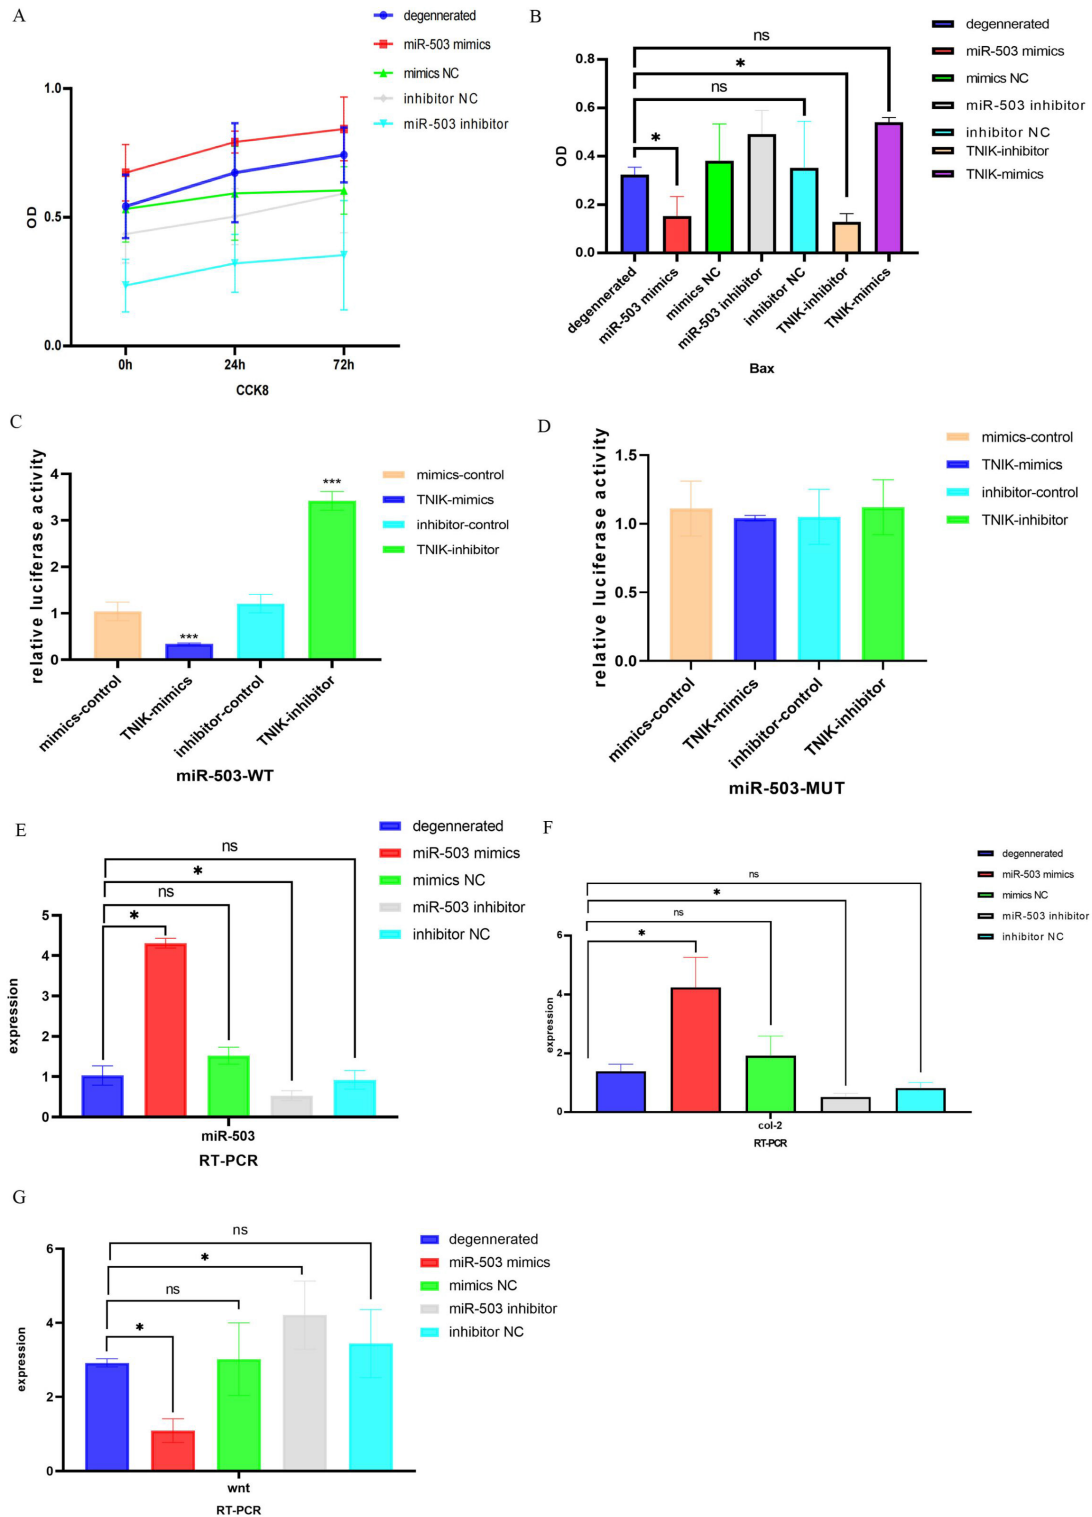 A
degennerated
miR-503 mimics
mimics NC
inhibitor NC
miR-503 inhibitor
1.0
0.5
0.0
OD
0h
24h
72h
CCK8
B
degennerated
miR-503 mimics
mimics NC
miR-503 inhibitor
inhibitor NC
TNIK-inhibitor
TNIK-mimics
ns
*
ns
*
0.8
0.6
0.4
0.2
0.0
OD
degennerated
miR-503 mimics
mimics NC
miR-503 inhibitor
inhibitor NC
TNIK-inhibitor
TNIK-mimics
Bax
C
mimics-control
TNIK-mimics
inhibitor-control
TNIK-inhibitor
4
3
2
1
0
relative luciferase activity
***
***
mimics-control
TNIK-mimics
inhibitor-control
TNIK-inhibitor
miR-503-WT
D
mimics-control
TNIK-mimics
inhibitor-control
TNIK-inhibitor
1.5
1.0
0.5
0.0
relative luciferase activity
mimics-control
TNIK-mimics
inhibitor-control
TNIK-inhibitor
miR-503-MUT
E
degennerated
miR-503 mimics
mimics NC
miR-503 inhibitor
inhibitor NC
ns
*
ns
*
5
4
3
2
1
0
expression
miR-503
RT-PCR
F
degennerated
miR-503 mimics
mimics NC
miR-503 inhibitor
inhibitor NC
ns
*
ns
*
6
4
2
0
expression
col-2
RT-PCR
G
degennerated
miR-503 mimics
mimics NC
miR-503 inhibitor
inhibitor NC
ns
*
ns
*
6
4
2
0
expression
wnt
RT-PCR